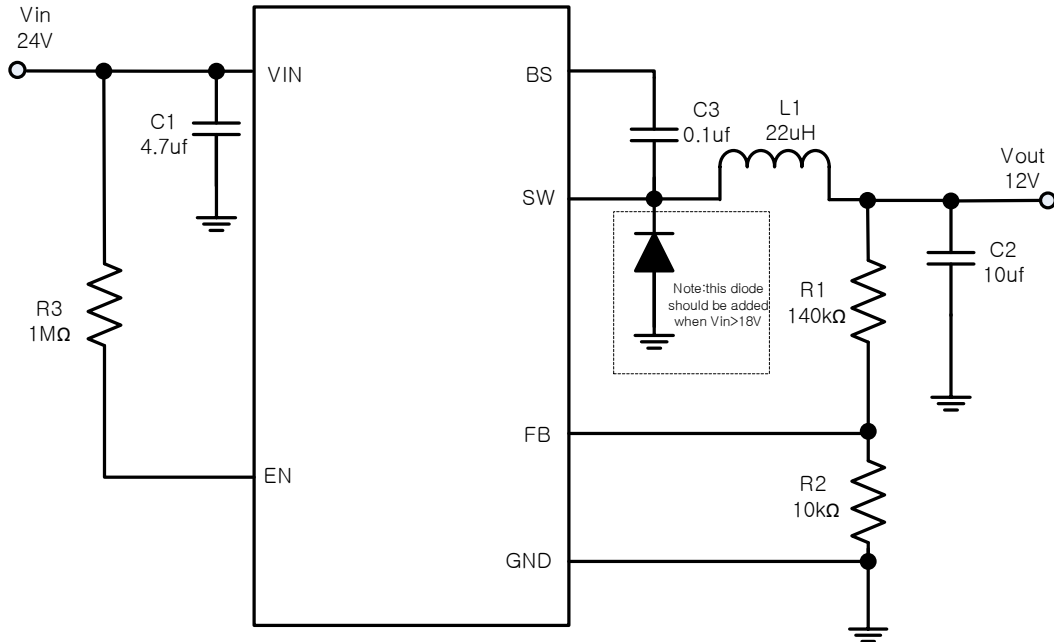 Vin
24V
VIN
BS
C1
4.7uf
C3
0.1uf
L1
22uH
Vout
12V
SW
C2
10uf
Note:this diode
should be added
when Vin>18V
R1
140kΩ
R3
1MΩ
FB
EN
R2
10kΩ
GND